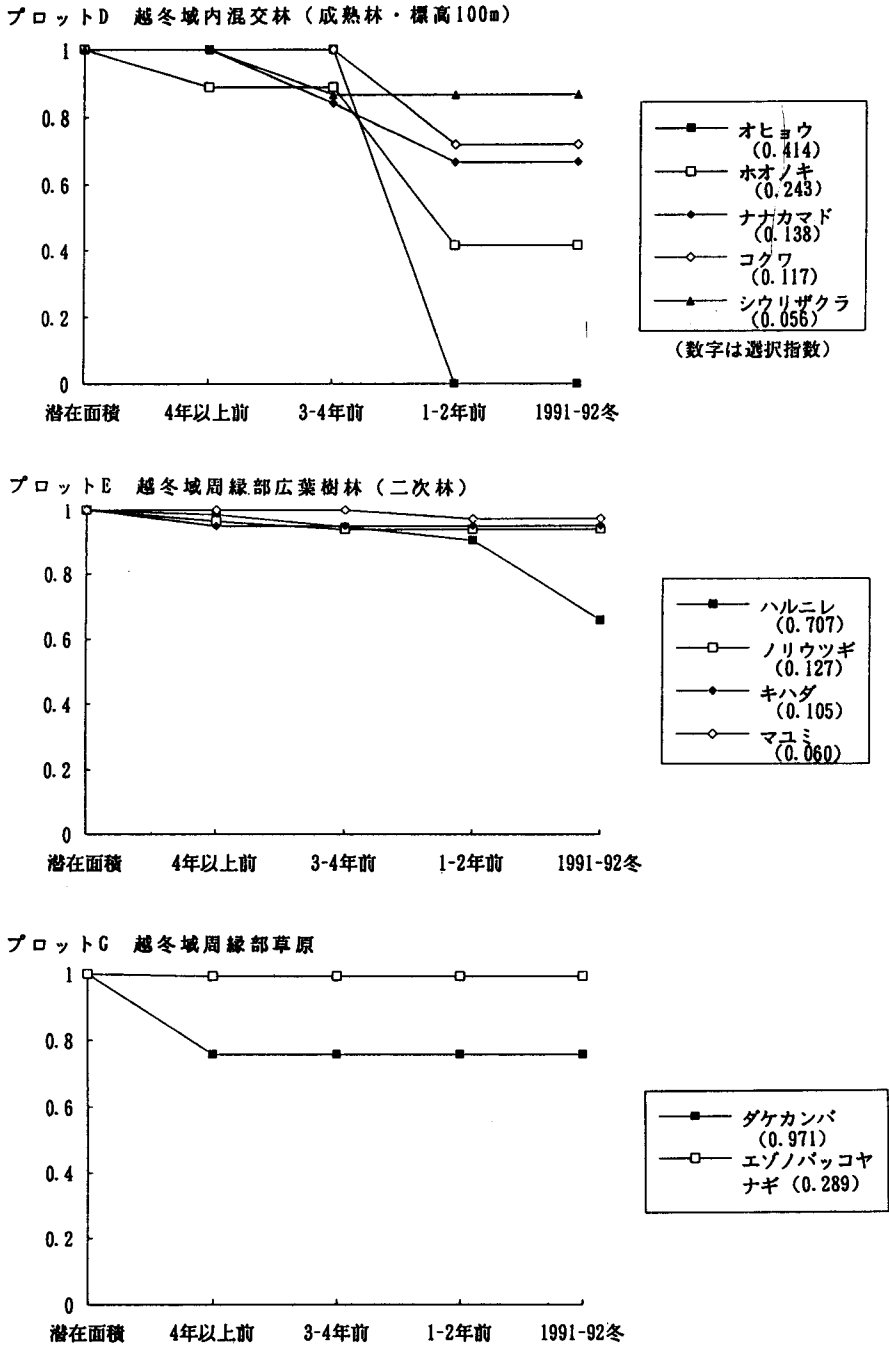 プロットD 越冬域内混交林（成熟林・標高100m）
1
0.8
0.6
0.4
0.2
0
潜在面積 4年以上前 3-4年前 1-2年前 1991-92冬
オヒョウ
(0.414)
ホオノキ
(0.243)
ナナカマド
(0.138)
コクワ
(0.117)
シウリザクラ
(0.056)
（数字は選択指数）
プロットE 越冬域周縁部広葉樹林（二次林）
1
0.8
0.6
0.4
0.2
0
潜在面積 4年以上前 3-4年前 1-2年前 1991-92冬
ハルニレ
(0.707)
ノリウツギ
(0.127)
キハダ
(0.105)
マユミ
(0.060)
プロットG 越冬域周縁部草原
1
0.8
0.6
0.4
0.2
0
潜在面積 4年以上前 3-4年前 1-2年前 1991-92冬
ダケカンバ
(0.971)
エゾノバッコヤ
ナギ (0.289)